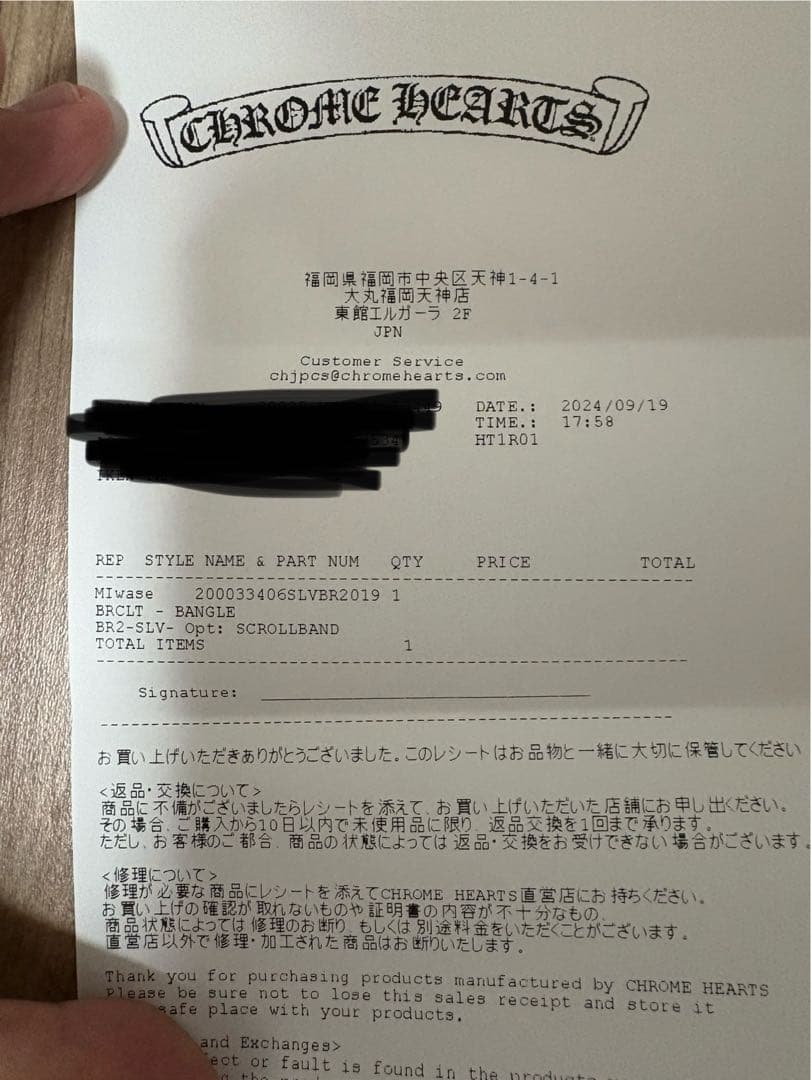 CHROME HEARTS
福岡県福岡市中央区天神1-4-1
大丸福岡天神店
東館エルガーラ 2F
JPN
Customer Service
chjpcs@chromehearts.com
DATE.: 2024/09/19
TIME.: 17:58
HT1R01
REP STYLE NAME & PART NUM QTY PRICE TOTAL
MIwase 200033406SLVBR2019 1
BRCLT - BANGLE
BR2-SLV- Opt: SCROLLBAND
TOTAL ITEMS 1
Signature:
お買い上げいただきありがとうございました。このレシートはお品物と一緒に大切に保管してください
<返品・交換について>
商品に不備がございましたらレシートを添えて、お買い上げいただいた店舗にお申し出ください。
その場合、ご購入から10日以内で未使用品に限り、返品交換を1回まで承ります。
ただし、お客様のご都合、商品の状態によっては返品・交換をお受けできない場合がございます。
<修理について>
修理が必要な商品にレシートを添えてCHROME HEARTS直営店にお持ちください。
お買い上げの確認が取れないものや証明書の内容が不十分なもの、
商品状態によっては修理のお断り、もしくは別途料金をいただくことがございます。
直営店以外で修理・加工された商品はお断りいたします。
Thank you for purchasing products manufactured by CHROME HEARTS
Please be sure not to lose this sales receipt and store it
safe place with your products.
and Exchanges>
or fault is found in the products